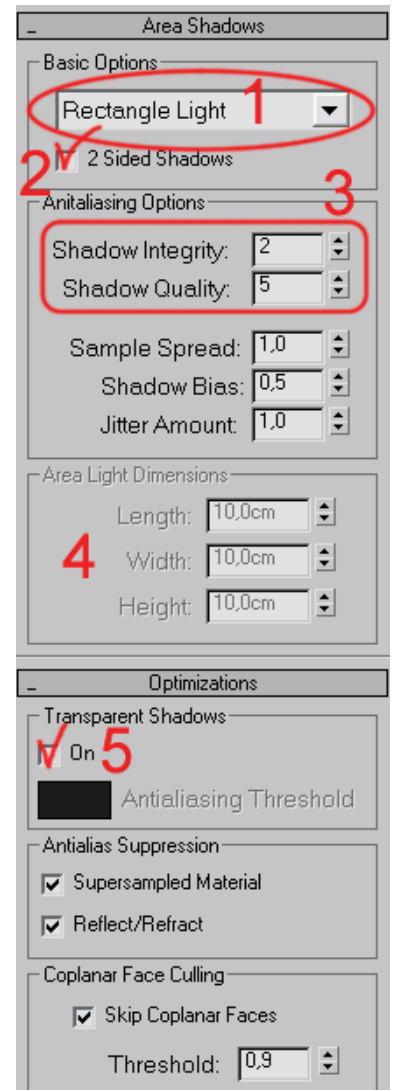 - Area Shadows
Basic Options
Rectangle Light 1
2 2 Sided Shadows
Anitaliasing Options 3
Shadow Integrity: 2
Shadow Quality: 5
Sample Spread: 1,0
Shadow Bias: 0,5
Jitter Amount: 1,0
Area Light Dimensions
Length: 10,0cm
4 Width: 10,0cm
Height: 10,0cm
- Optimizations
Transparent Shadows
On 5
Antialiasing Threshold
Antialias Suppression
Supersampled Material
Reflect/Refract
Coplanar Face Culling
Skip Coplanar Faces
Threshold: 0,9